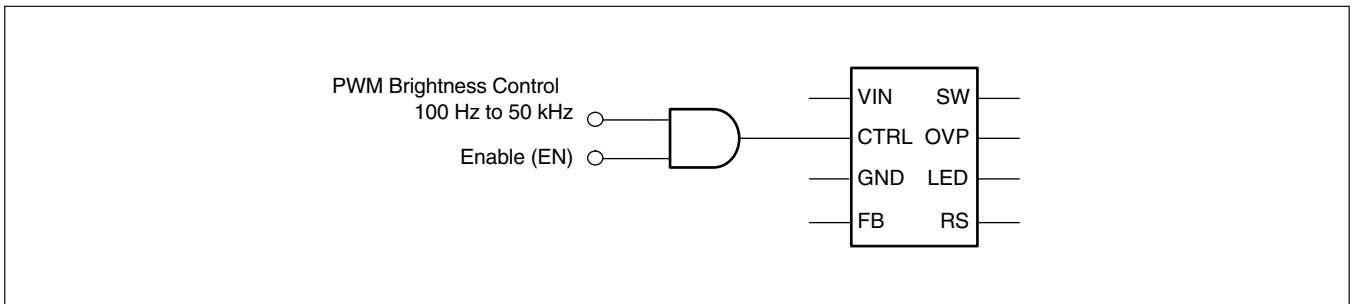 PWM Brightness Control
100 Hz to 50 kHz
Enable (EN)
VIN SW
CTRL OVP
GND LED
FB RS